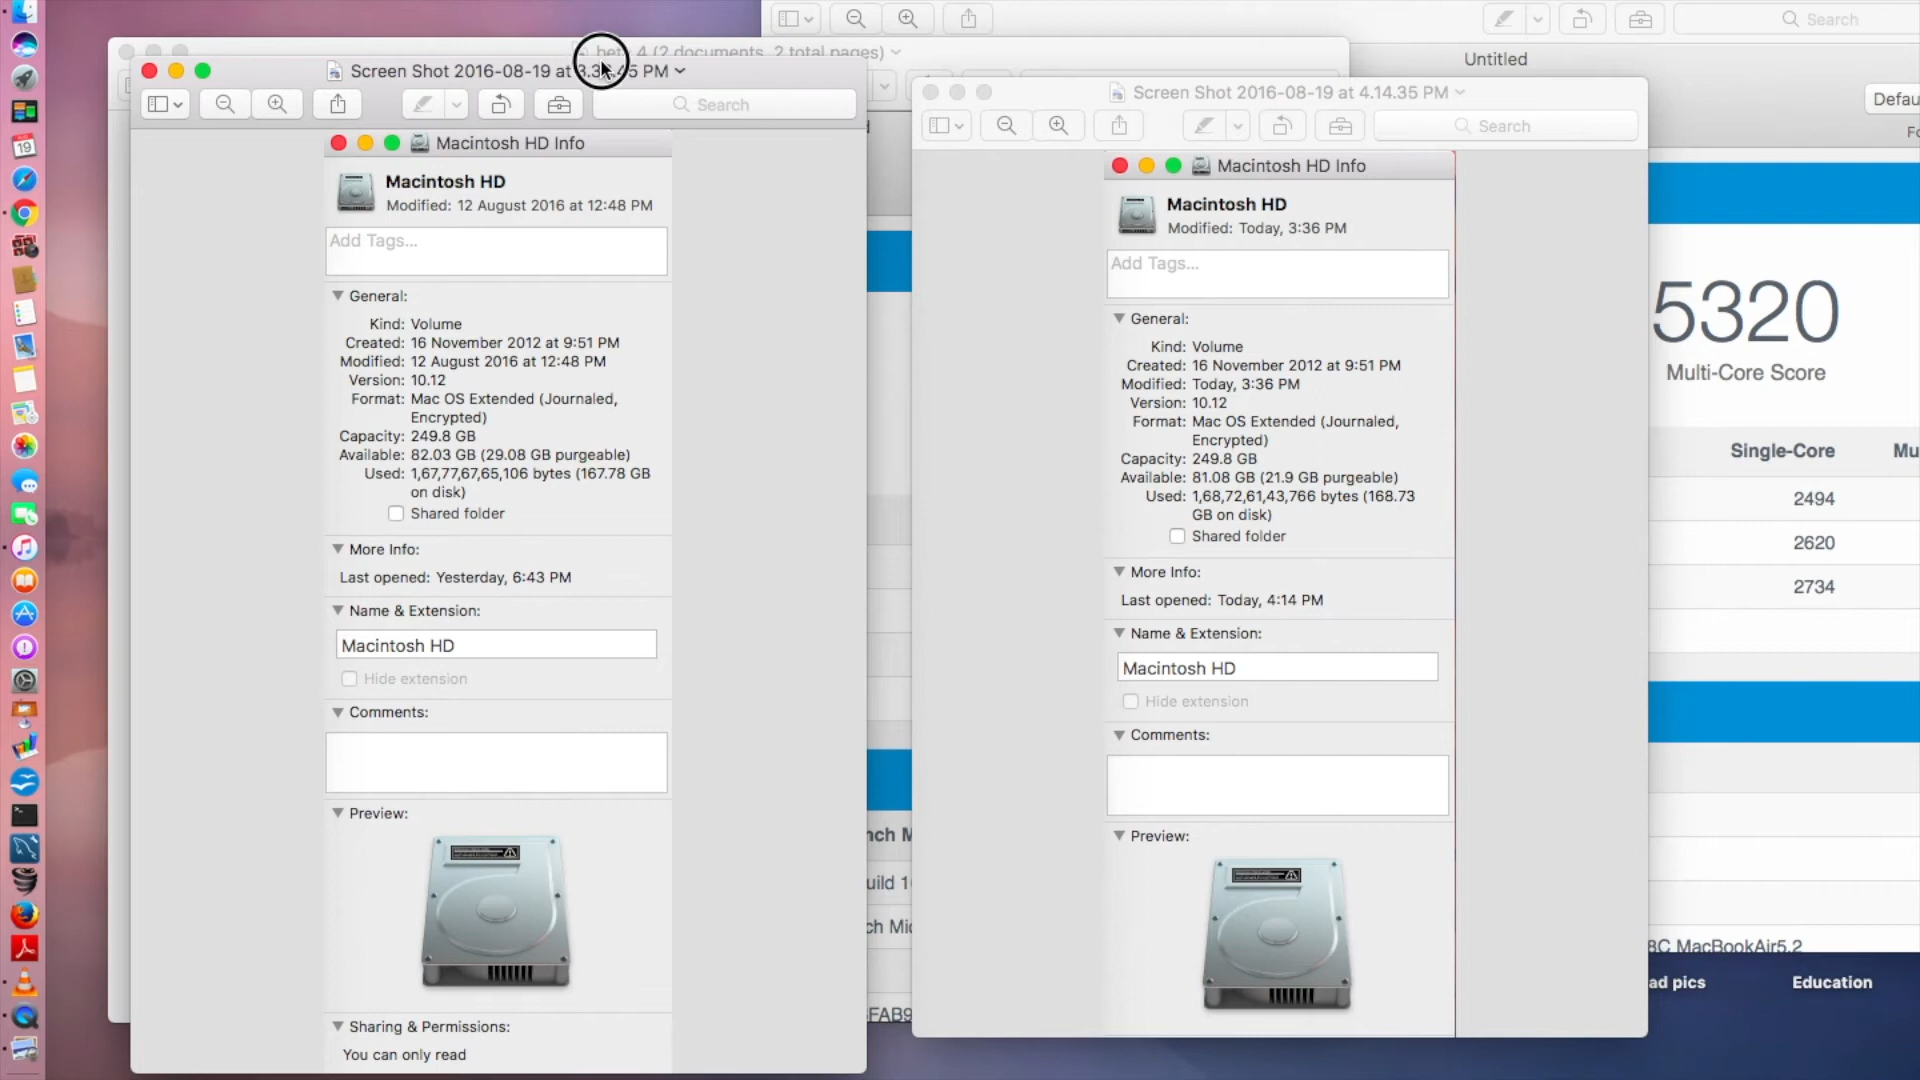 beta 4 (2 documents, 2 total pages)
Search
Untitled
Screen Shot 2016-08-19 at PM
Search
Macintosh HD Info
Macintosh HD
Modified: 12 August 2016 at 12:48 PM
Add Tags...
General:
Kind: Volume
Created: 16 November 2012 at 9:51 PM
Modified: 12 August 2016 at 12:48 PM
Version: 10.12
Format: Mac OS Extended (Journaled,
Encrypted)
Capacity: 249.8 GB
Available: 82.03 GB (29.08 GB purgeable)
Used: 1,67,77,67,65,106 bytes (167.78 GB
on disk)
Shared folder
More Info:
Last opened: Yesterday, 6:43 PM
Name & Extension:
Macintosh HD
Hide extension
Comments:
Preview:
Sharing & Permissions:
You can only read
Screen Shot 2016-08-19 at 4.14.35 PM
Search
Macintosh HD Info
Macintosh HD
Modified: Today, 3:36 PM
Add Tags...
General:
Kind: Volume
Created: 16 November 2012 at 9:51 PM
Modified: Today, 3:36 PM
Version: 10.12
Format: Mac OS Extended (Journaled,
Encrypted)
Capacity: 249.8 GB
Available: 81.08 GB (21.9 GB purgeable)
Used: 1,68,72,61,43,766 bytes (168.73
GB on disk)
Shared folder
More Info:
Last opened: Today, 4:14 PM
Name & Extension:
Macintosh HD
Hide extension
Comments:
Preview:
5320
Multi-Core Score
Single-Core
2494
2620
2734
MacBookAir5,2
pics
Education
19